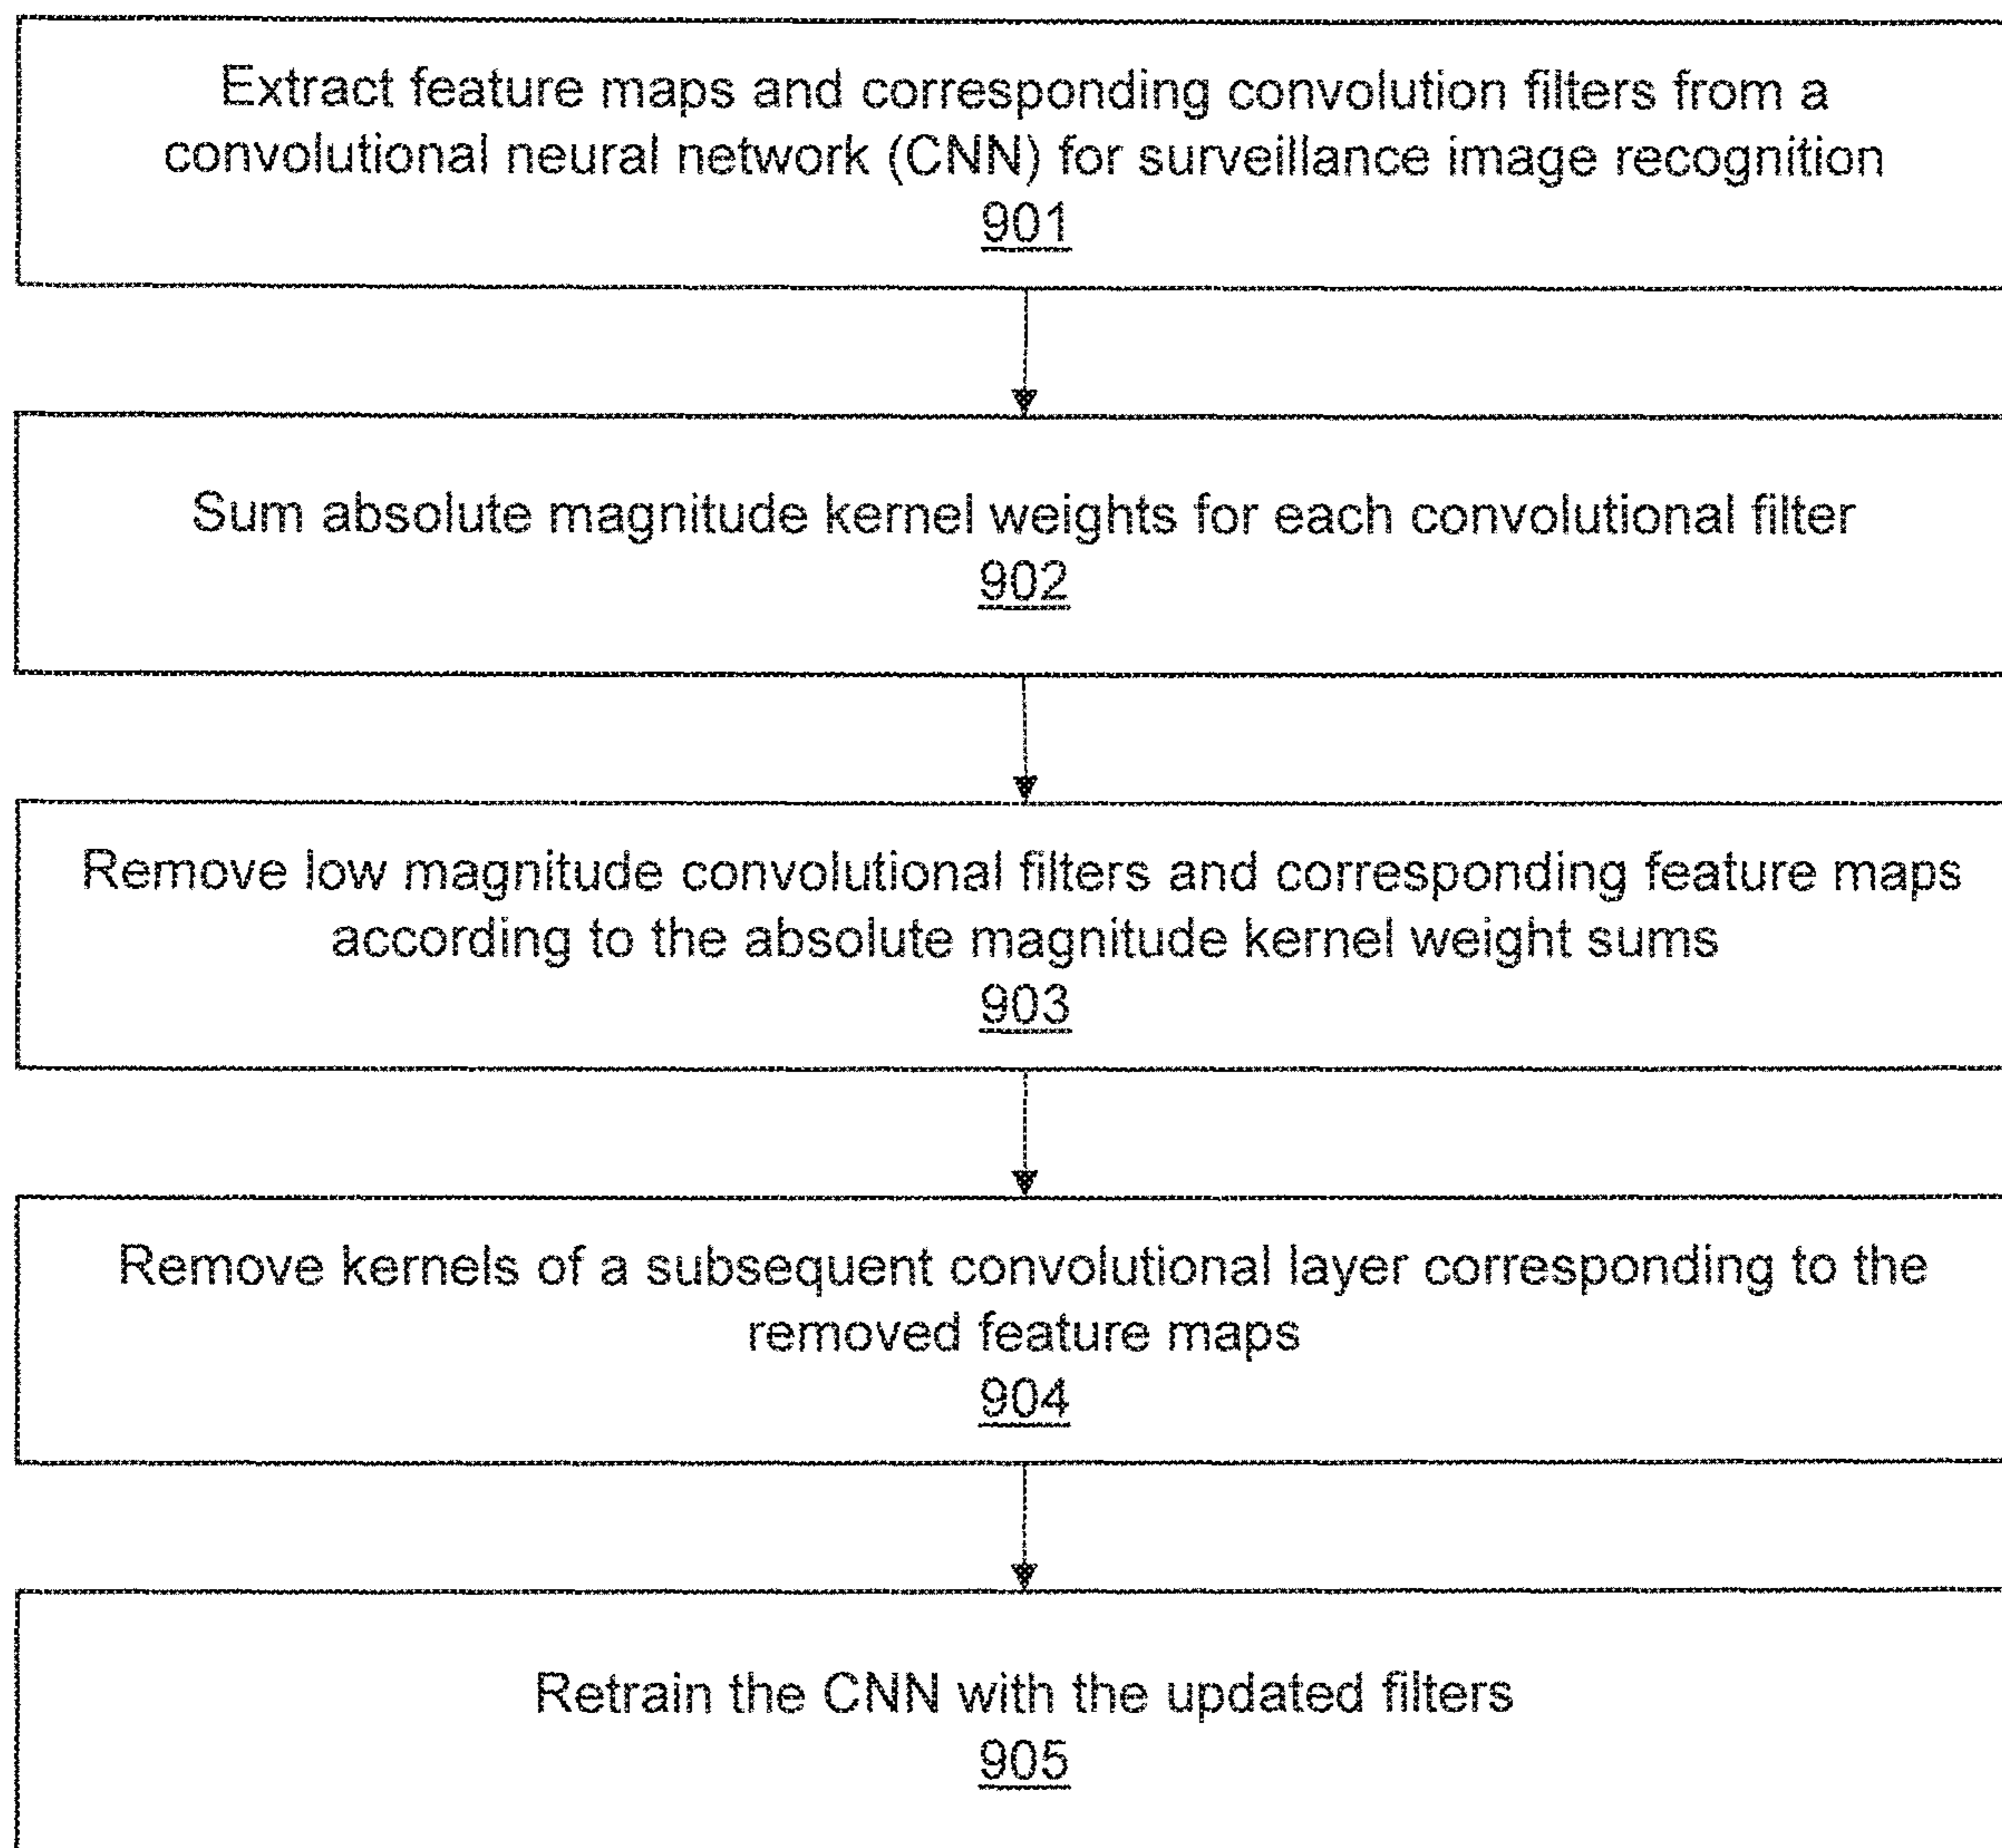 Extract feature maps and corresponding convolution filters from a
convolutional neural network (CNN) for surveillance image recognition
901
Sum absolute magnitude kernel weights for each convolutional filter
902
Remove low magnitude convolutional filters and corresponding feature maps
according to the absolute magnitude kernel weight sums
903
Remove kernels of a subsequent convolutional layer corresponding to the
removed feature maps
904
Retrain the CNN with the updated filters
905